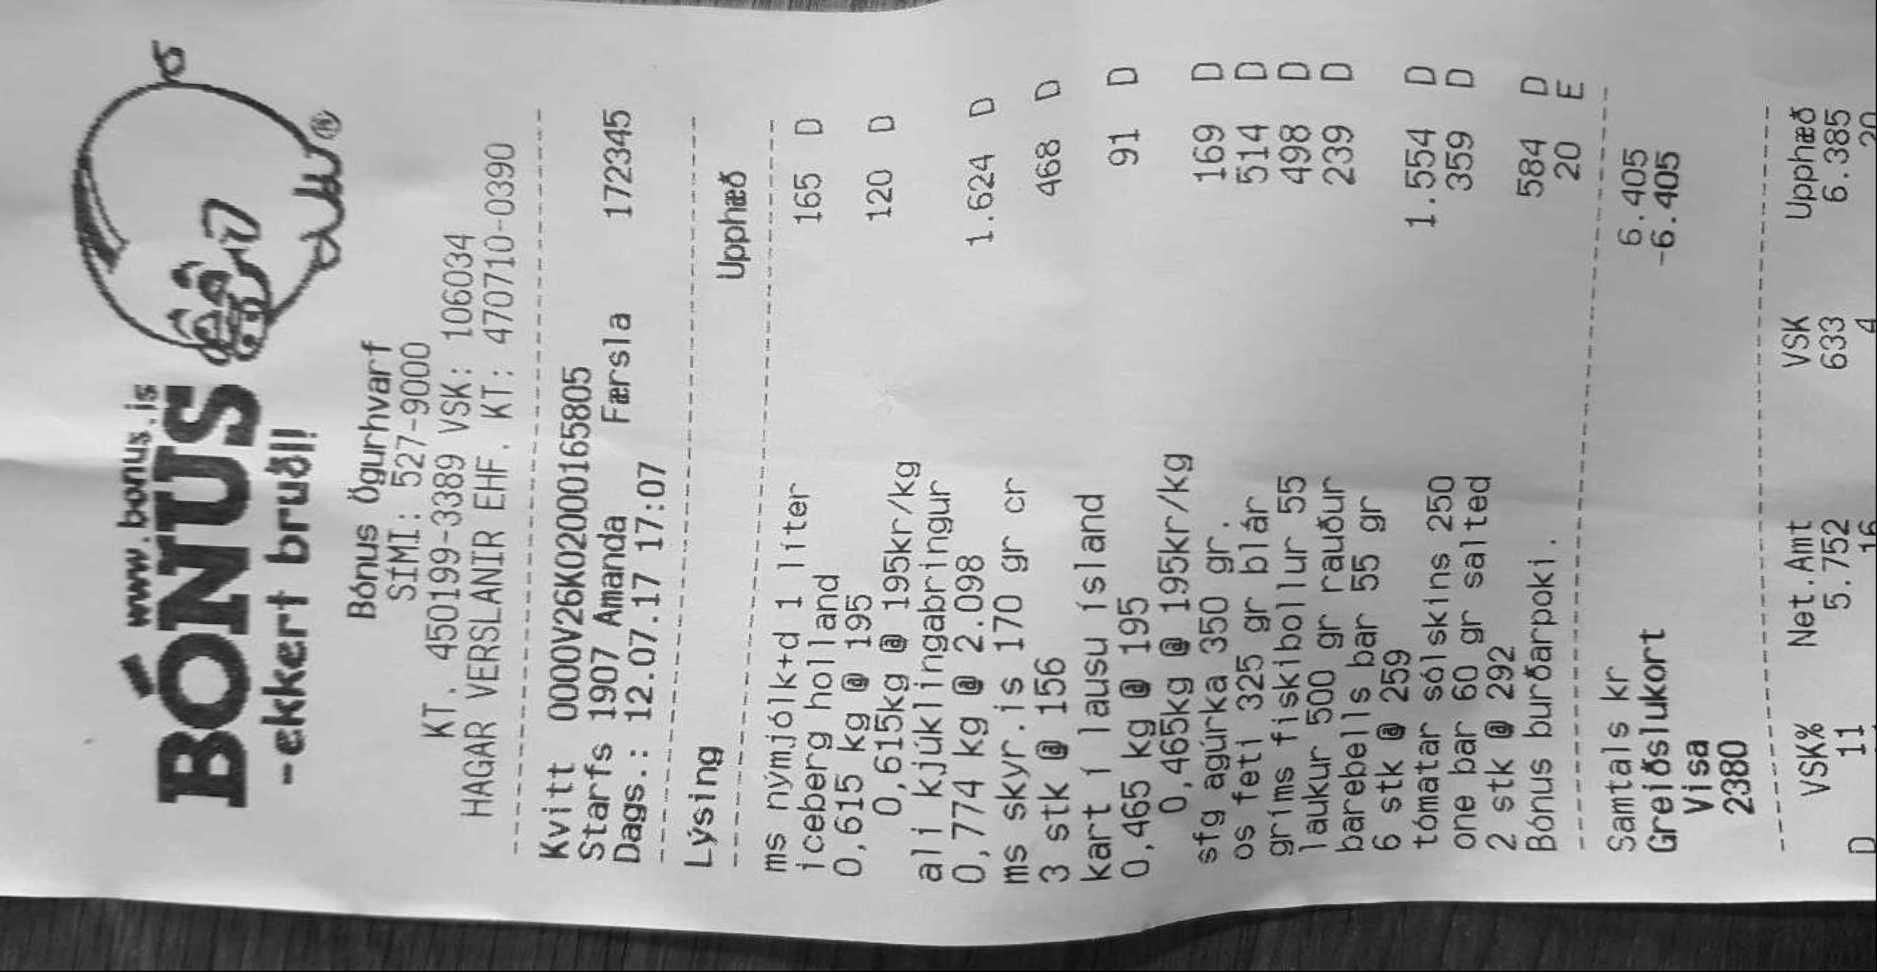 www.bonus.is
BÓNUS
®
-ekkert bruðl!
Bónus Ögurhvarf
SÍMI: 527-9000
KT. 450199-3389 VSK: 106034
HAGAR VERSLANIR EHF. KT: 470710-0390
Kvitt 0000V26K02000165805
Starfs 1907 Amanda Færsla 172345
Dags.: 12.07.17 17:07
Lýsing Upphæð
ms nýmjólk+d 1 líter 165 D
iceberg holland
0,615 kg @ 195 120 D
0,615kg @ 195kr/kg
ali kjúklingabringur
0,774 kg @ 2.098 1.624 D
ms skyr.is 170 gr cr
3 stk @ 156 468 D
kart í lausu ísland
0,465 kg @ 195 91 D
0,465kg @ 195kr/kg
sfg agúrka 350 gr. 169 D
os feti 325 gr blár 514 D
gríms fiskibollur 55 498 D
laukur 500 gr rauður 239 D
barebells bar 55 gr
6 stk @ 259 1.554 D
tómatar sólskins 250 359 D
one bar 60 gr salted
2 stk @ 292 584 D
Bónus burðarpoki. 20 E
Samtals kr 6.405
Greiðslukort -6.405
Visa
2380
VSK% Net.Amt VSK Upphæð
D 11 5.752 633 6.385
16 4 20